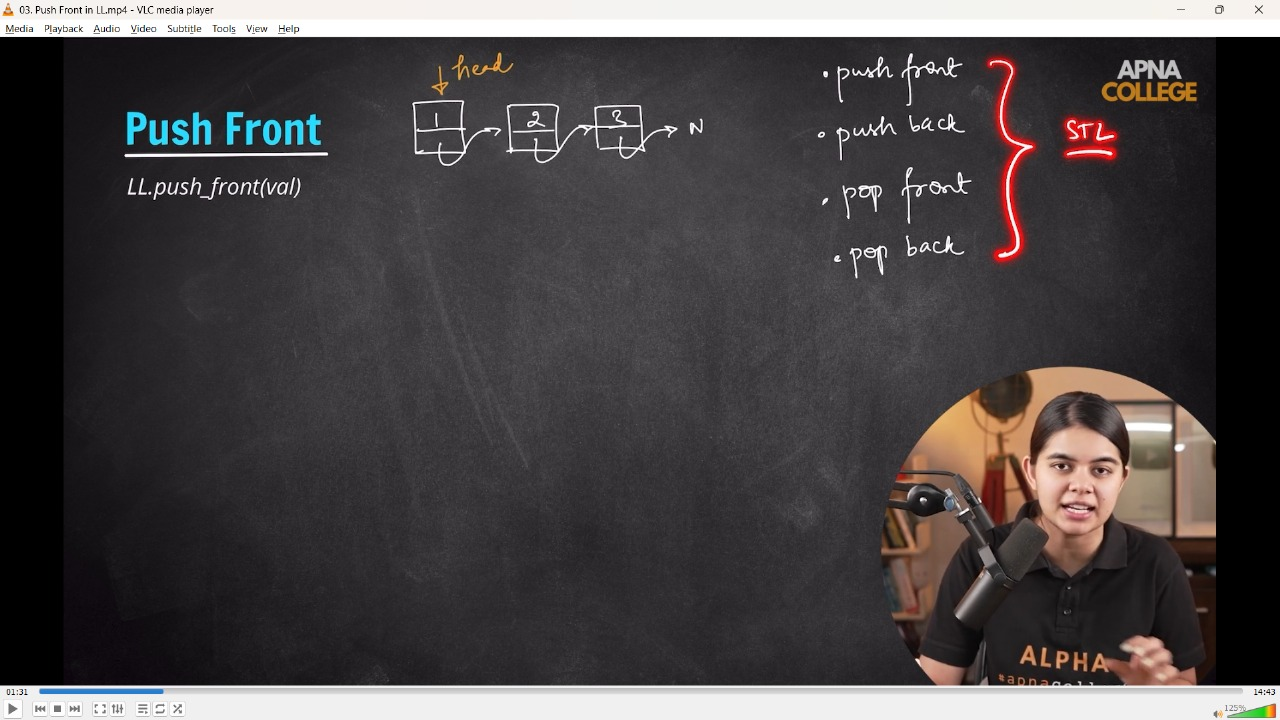 03. Push Front in LL.mp4 - VLC media player
Media Playback Audio Video Subtitle Tools View Help
head
1 2 3 N
Push Front
LL.push_front(val)
• push front
• push back
• pop front
• pop back
STL
APNA
COLLEGE
ALPHA
#apnaColle
01:31
14:43
125%